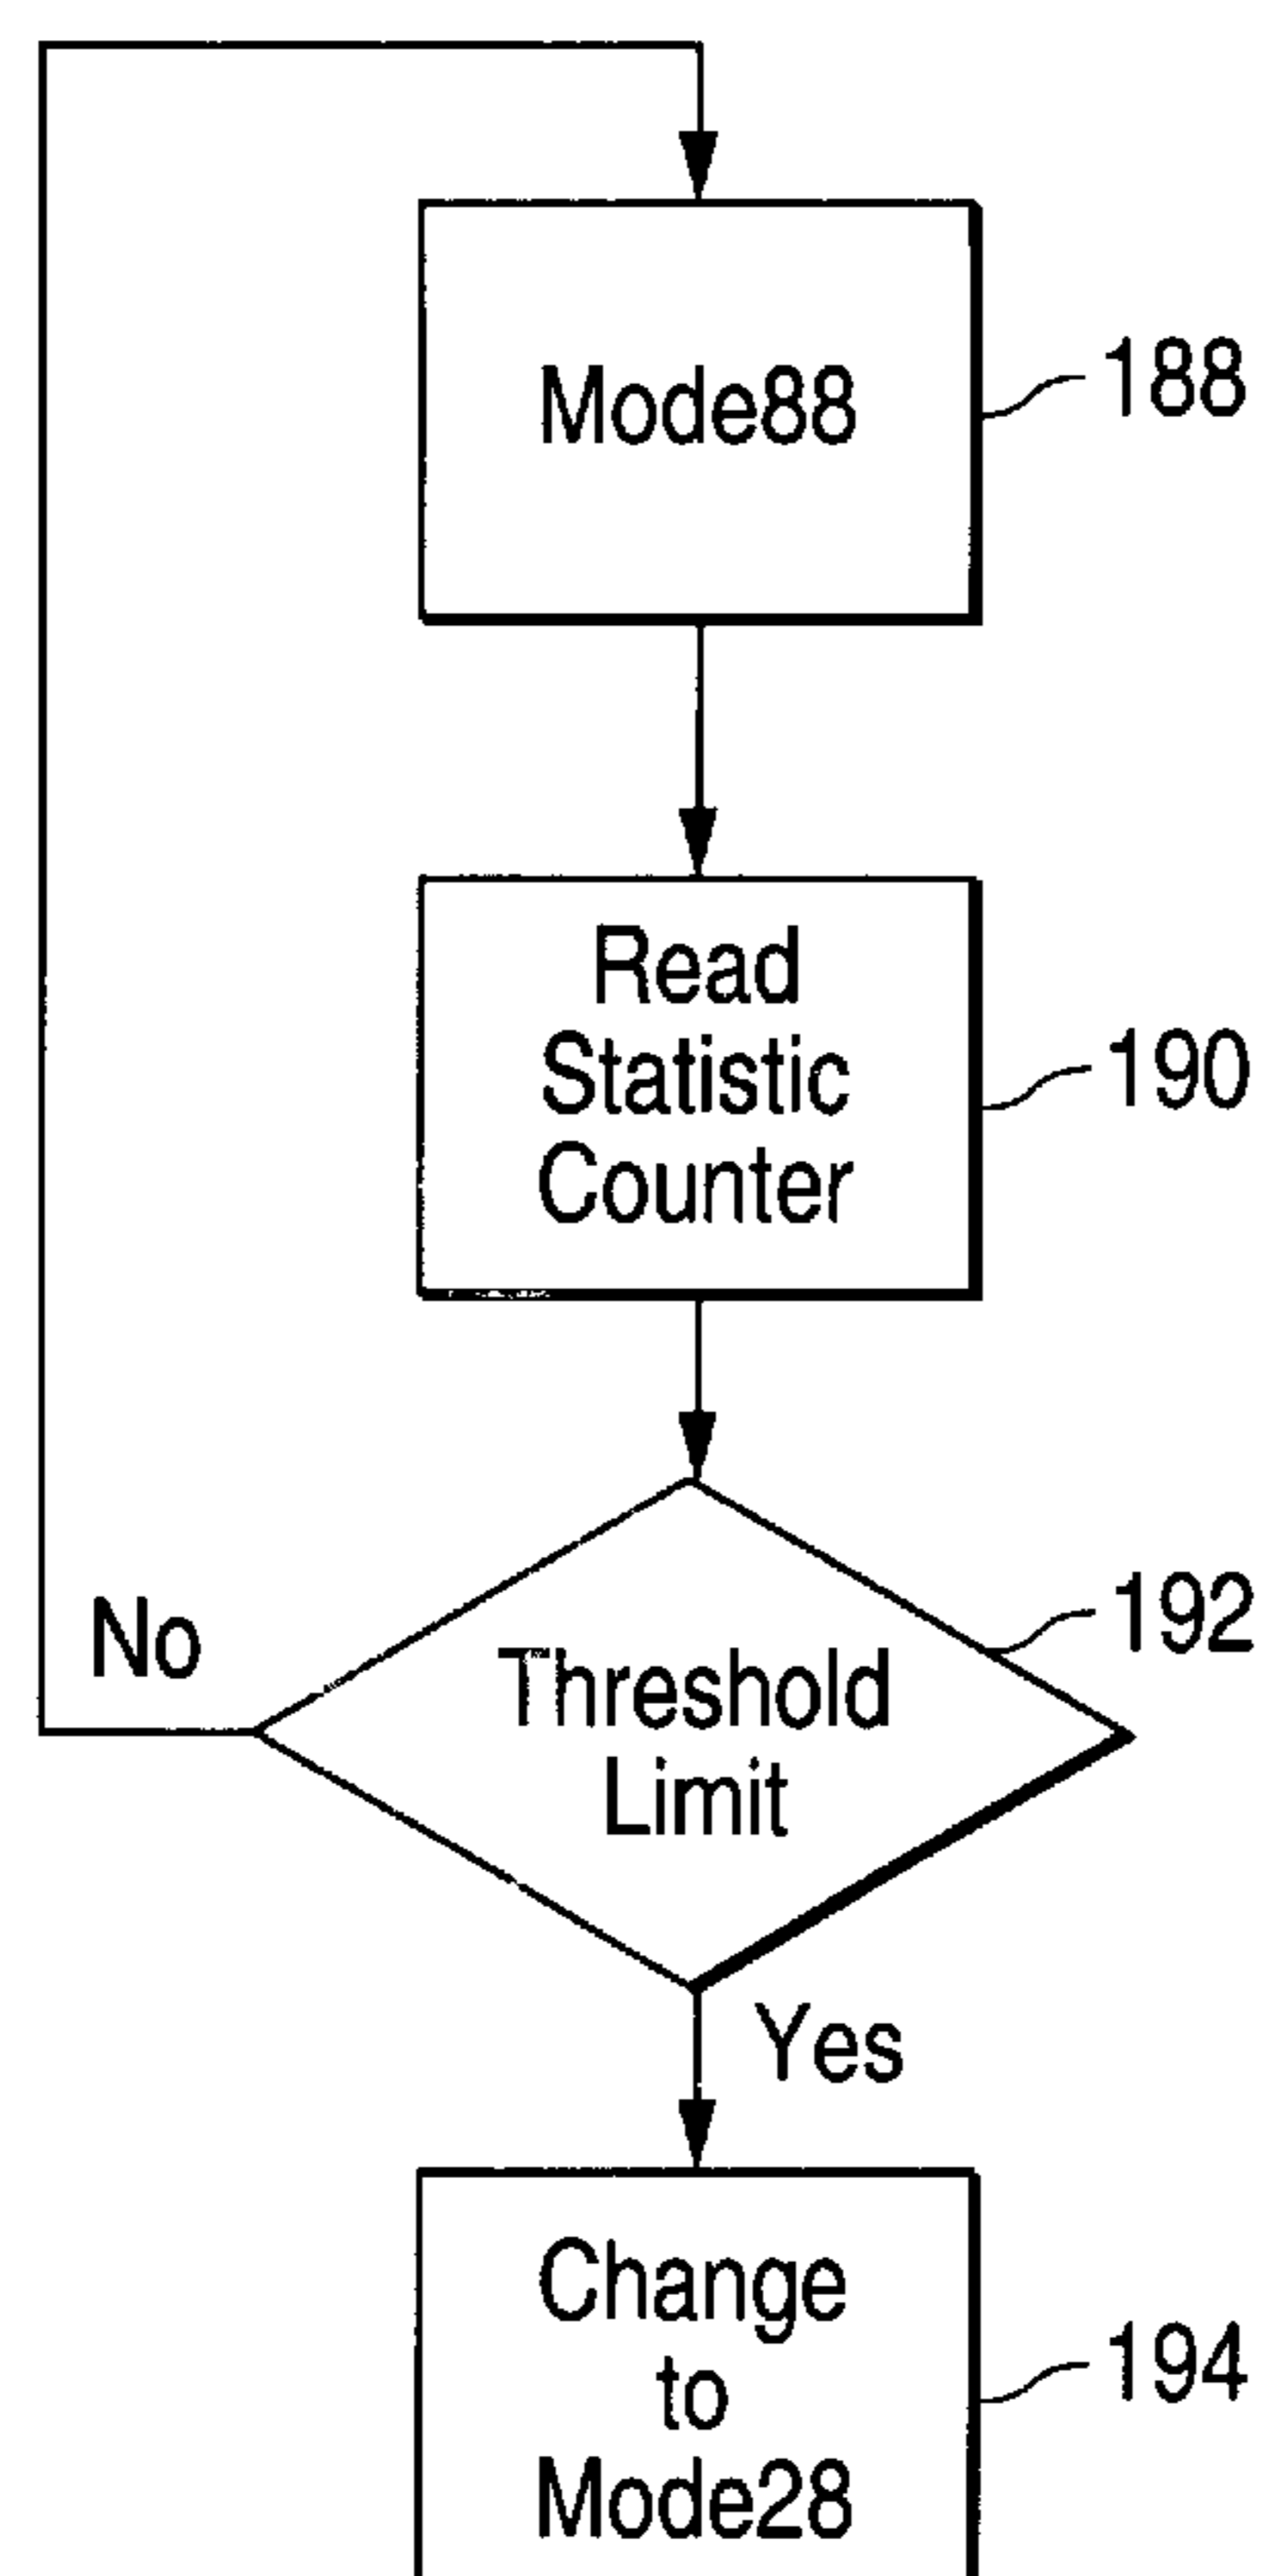 Mode88
188
Read
Statistic
Counter
190
192
No
Threshold
Limit
Yes
Change
to
Mode28
194